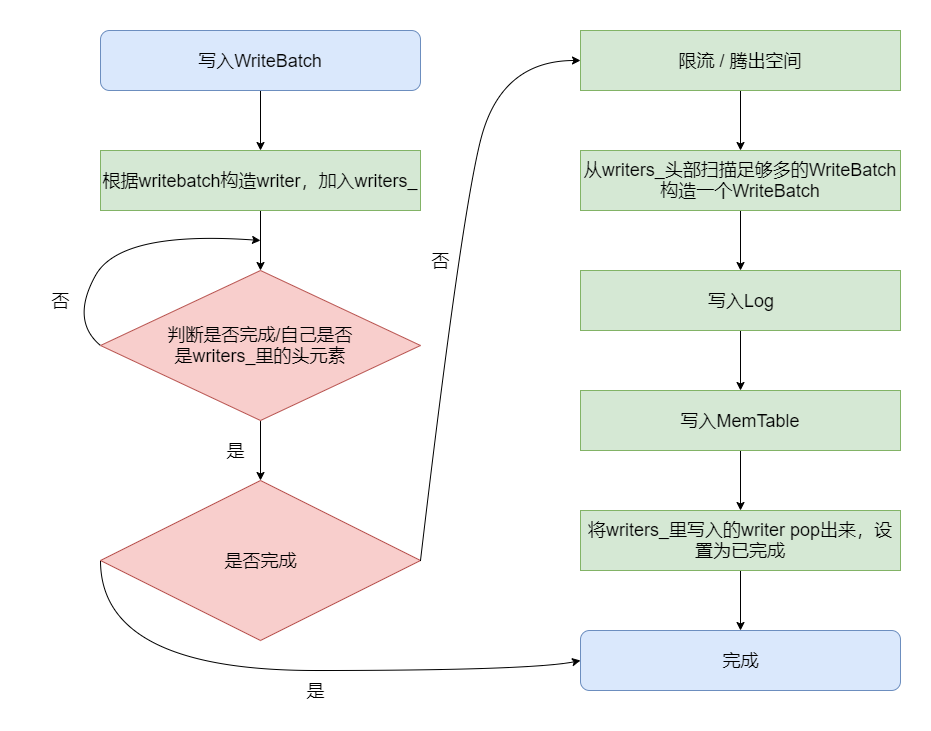 写入WriteBatch
根据writebatch构造writer，加入writers_
否
判断是否完成/自己是否
是writers_里的头元素
是
是否完成
是
否
限流 / 腾出空间
从writers_头部扫描足够多的WriteBatch
构造一个WriteBatch
写入Log
写入MemTable
将writers_里写入的writer pop出来，设
置为已完成
完成